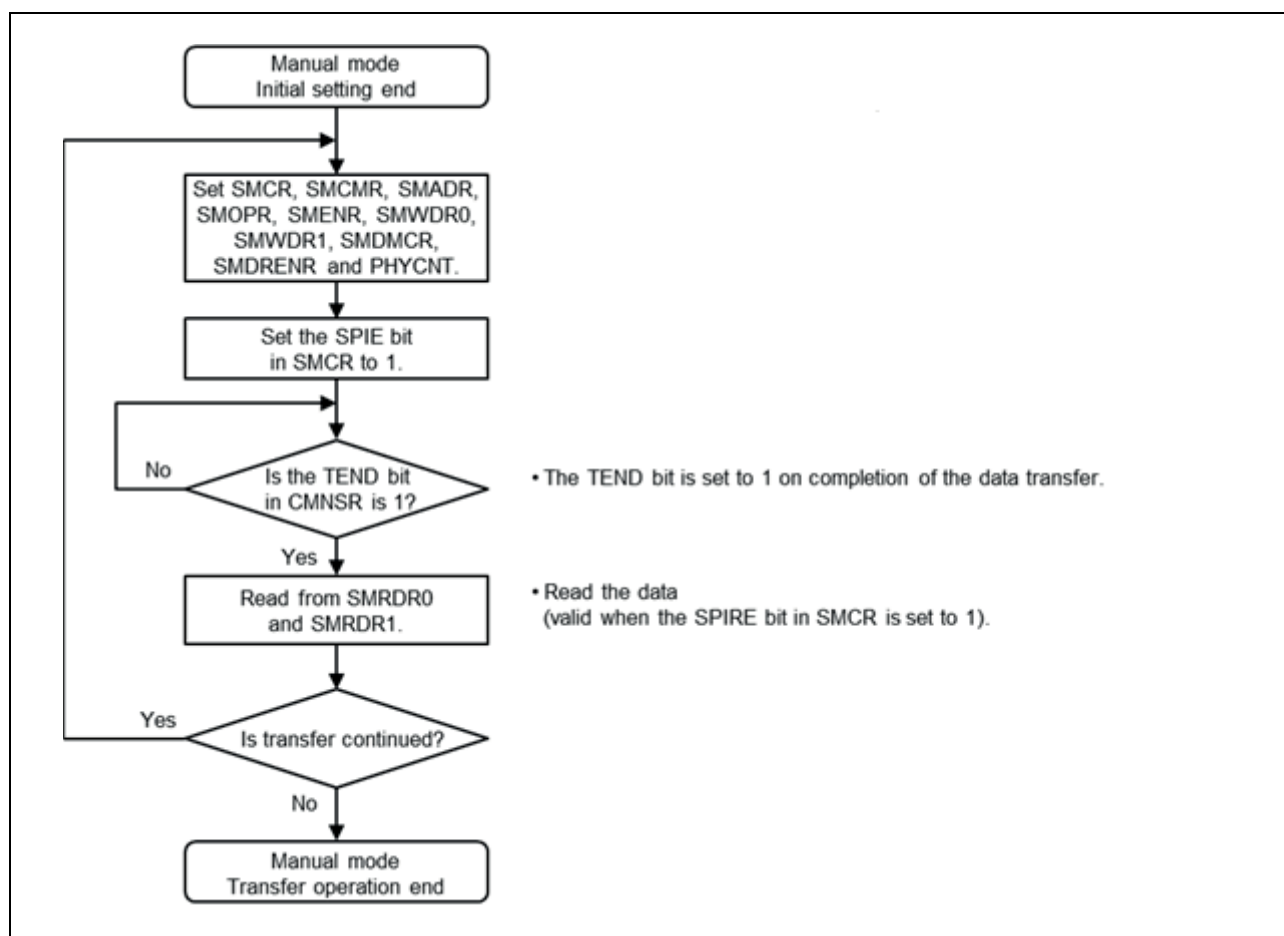 Manual mode
Initial setting end
Set SMCR, SMCMR, SMADR,
SMOPR, SMENR, SMWDR0,
SMWDR1, SMDMCR,
SMDRENR and PHYCNT.
Set the SPIE bit
in SMCR to 1.
No
Is the TEND bit
in CMNSR is 1?
• The TEND bit is set to 1 on completion of the data transfer.
Yes
Read from SMRDR0
and SMRDR1.
• Read the data
(valid when the SPIRE bit in SMCR is set to 1).
Yes
Is transfer continued?
No
Manual mode
Transfer operation end